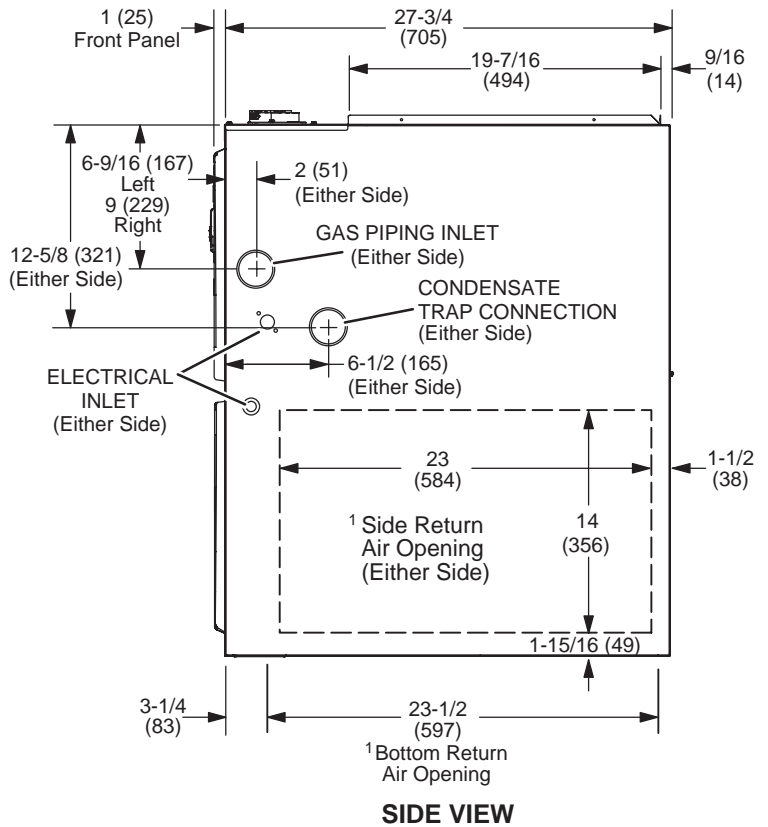 1 (25)
Front Panel
27-3/4
(705)
19-7/16
(494)
9/16
(14)
6-9/16 (167)
Left
9 (229)
Right
2 (51)
(Either Side)
12-5/8 (321)
(Either Side)
GAS PIPING INLET
(Either Side)
CONDENSATE
TRAP CONNECTION
(Either Side)
6-1/2 (165)
(Either Side)
ELECTRICAL
INLET
(Either Side)
23
(584)
1-1/2
(38)
1 Side Return
Air Opening
(Either Side)
14
(356)
1-15/16 (49)
3-1/4
(83)
23-1/2
(597)
1 Bottom Return
Air Opening
SIDE VIEW